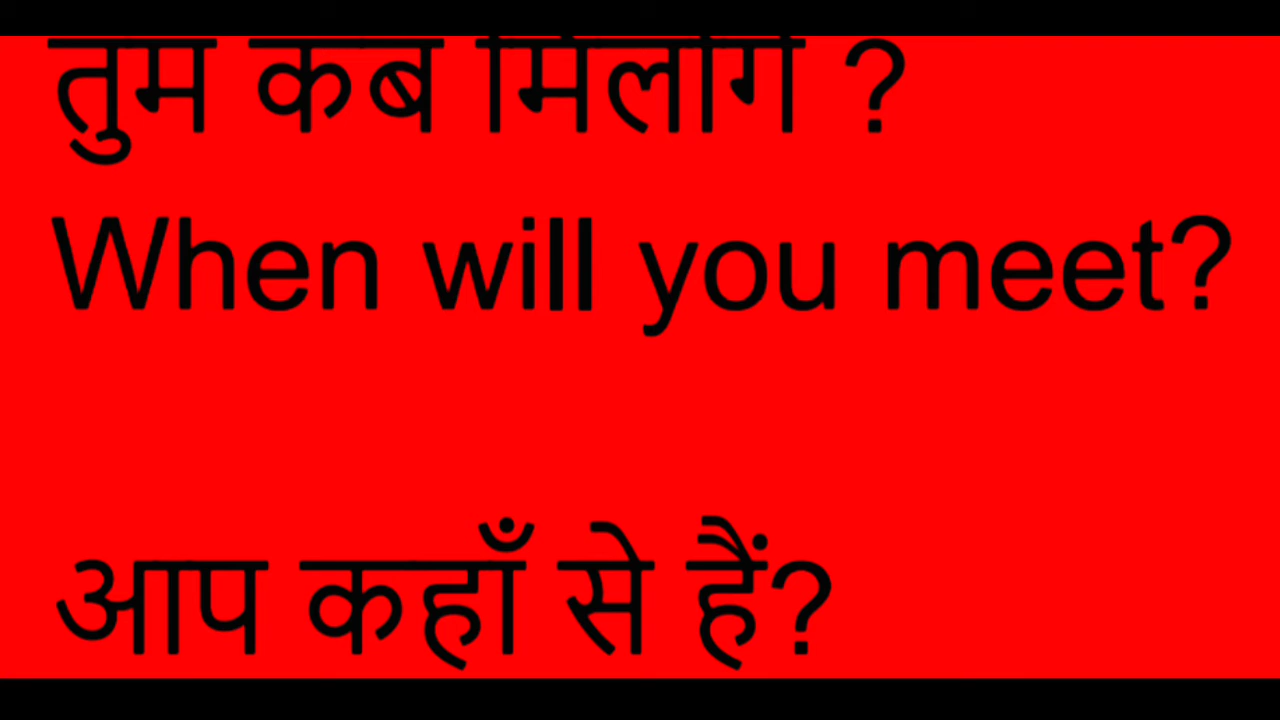 तुम कब मिलोगे ?
When will you meet?
आप कहाँ से हैं?